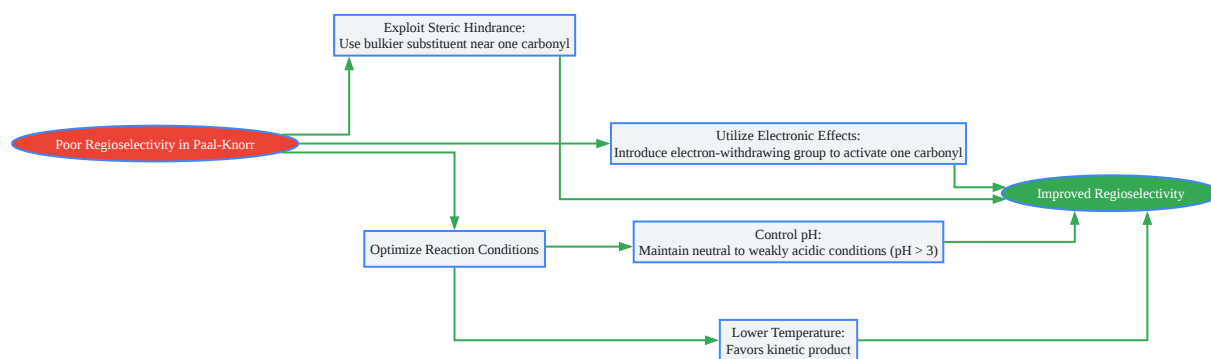 Exploit Steric Hindrance:
Use bulkier substituent near one carbonyl
Poor Regioselectivity in Paal-Knorr
Utilize Electronic Effects:
Introduce electron-withdrawing group to activate one carbonyl
Improved Regioselectivity
Optimize Reaction Conditions
Control pH:
Maintain neutral to weakly acidic conditions (pH > 3)
Lower Temperature:
Favors kinetic product